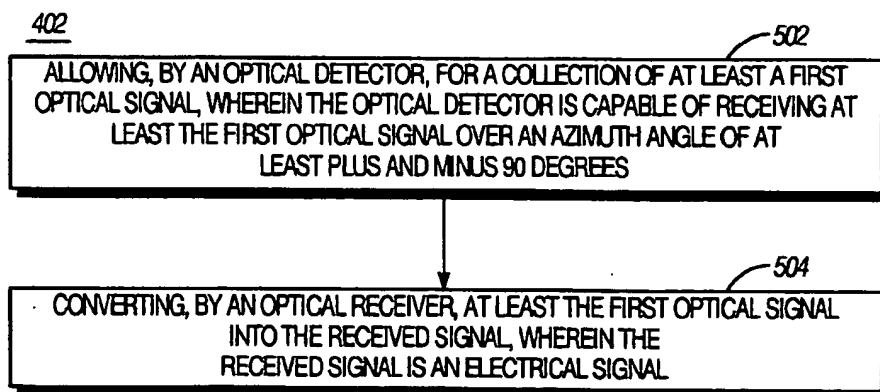 402
502
ALLOWING, BY AN OPTICAL DETECTOR, FOR A COLLECTION OF AT LEAST A FIRST
OPTICAL SIGNAL, WHEREIN THE OPTICAL DETECTOR IS CAPABLE OF RECEIVING AT
LEAST THE FIRST OPTICAL SIGNAL OVER AN AZIMUTH ANGLE OF AT
LEAST PLUS AND MINUS 90 DEGREES
504
CONVERTING, BY AN OPTICAL RECEIVER, AT LEAST THE FIRST OPTICAL SIGNAL
INTO THE RECEIVED SIGNAL, WHEREIN THE
RECEIVED SIGNAL IS AN ELECTRICAL SIGNAL